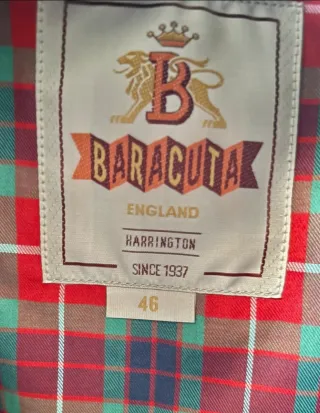 B
BARACUTA
ENGLAND
HARRINGTON
SINCE 1937
46